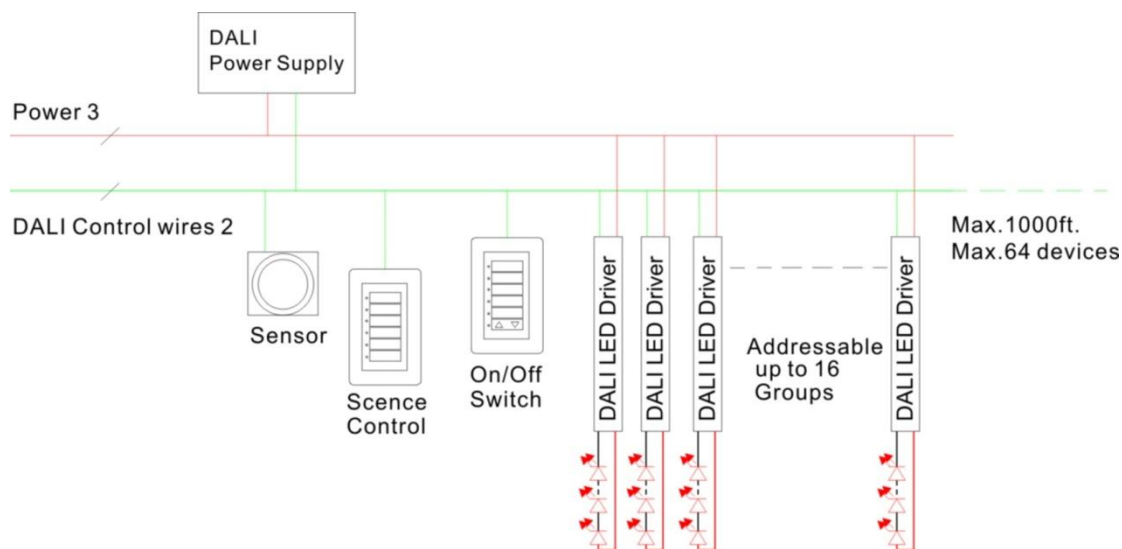 DALI
Power Supply
Power 3
DALI Control wires 2
Max.1000ft.
Max.64 devices
Sensor
Scence
Control
On/Off
Switch
DALI LED Driver
DALI LED Driver
DALI LED Driver
Addressable
up to 16
Groups
DALI LED Driver